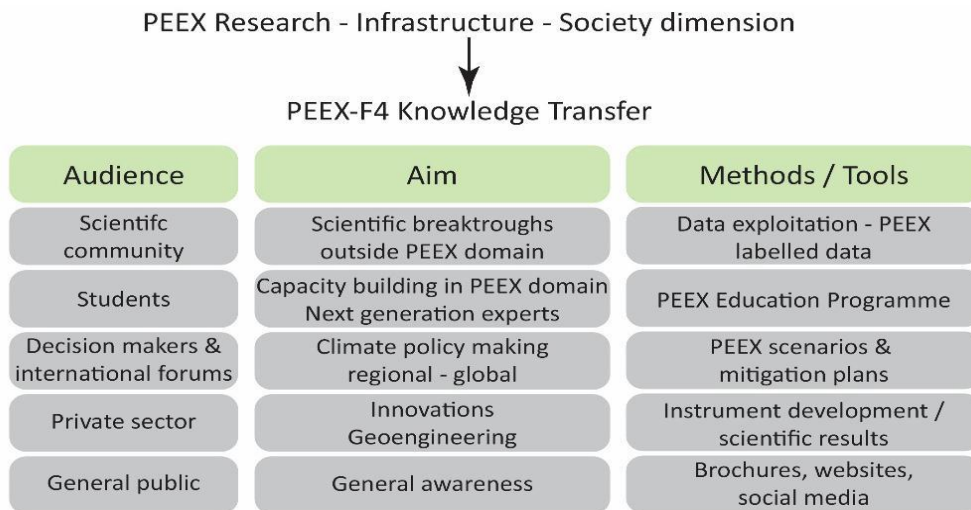 PEEX Research - Infrastructure - Society dimension
PEEX-F4 Knowledge Transfer
Audience
Aim
Methods / Tools
Scientifc
community
Scientific breaktroughs
outside PEEX domain
Data exploitation - PEEX
labelled data
Students
Capacity building in PEEX domain
Next generation experts
PEEX Education Programme
Decision makers &
international forums
Climate policy making
regional - global
PEEX scenarios &
mitigation plans
Private sector
Innovations
Geoengineering
Instrument development /
scientific results
General public
General awareness
Brochures, websites,
social media